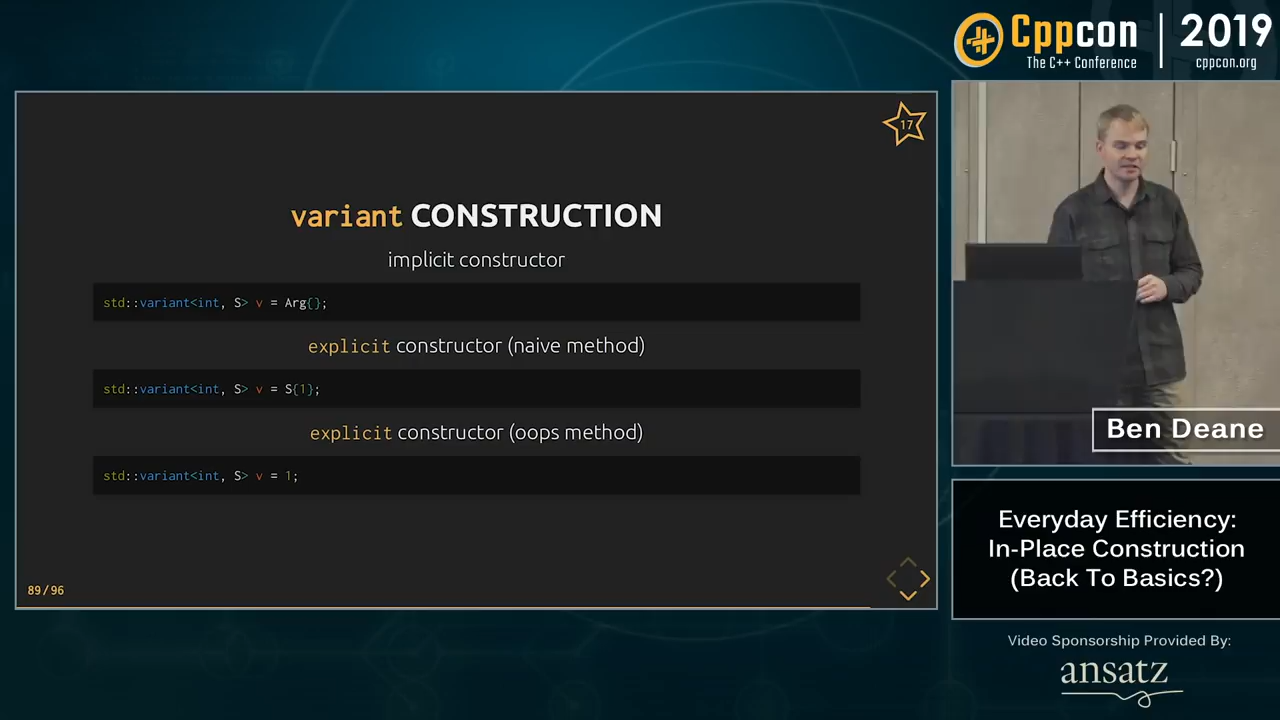 Cppcon
The C++ Conference
2019
cppcon.org
17
variant CONSTRUCTION
implicit constructor
std::variant<int, S> v = Arg{};
explicit constructor (naive method)
std::variant<int, S> v = S{1};
explicit constructor (oops method)
std::variant<int, S> v = 1;
89/96
Ben Deane
Everyday Efficiency:
In-Place Construction
(Back To Basics?)
Video Sponsorship Provided By:
ansatz